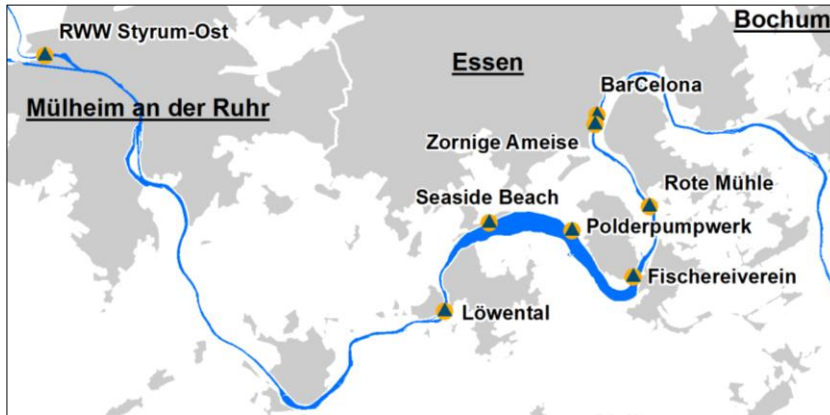 Bochum
RWW Styrum-Ost
Essen
BarCelona
Mülheim an der Ruhr
Zornige Ameise
Rote Mühle
Seaside Beach
Polderpumpwerk
Fischereiverein
Löwental